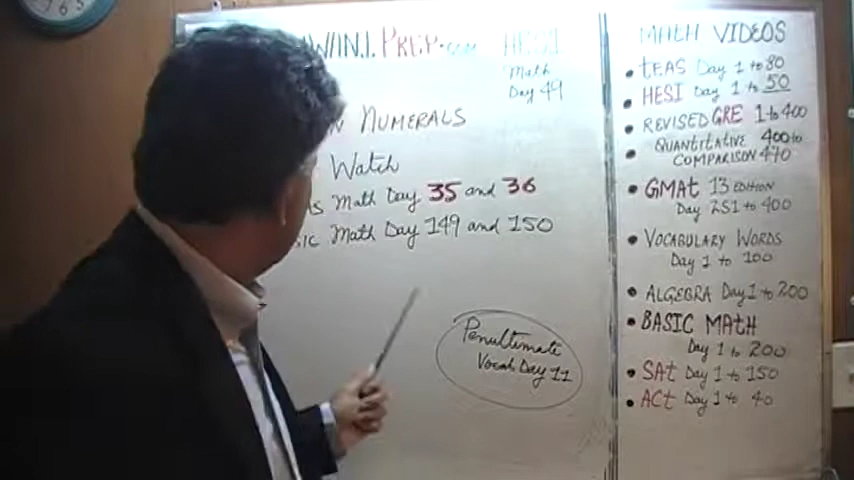 PREP.com HESI
Math
Day 49
NUMERALS
Watch
Math Day 35 and 36
Math Day 149 and 150
Penultimate
Vocab Day 11
MATH VIDEOS
• TEAS Day 1 to 80
• HESI Day 1 to 50
• REVISED GRE 1 to 400
• QUANTITATIVE 400 to
COMPARISON 440
• GMAT 13 EDITION
Day 251 to 400
• VOCABULARY WORDS
Day 1 to 100
• ALGEBRA Day 1 to 200
• BASIC MATH
Day 1 to 200
• SAT Day 1 to 150
• ACT Day 1 to 40